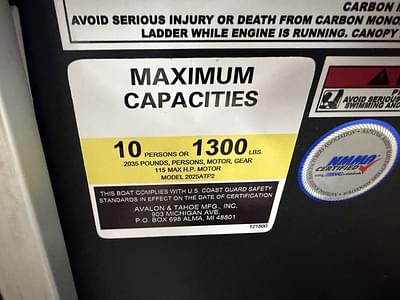 CARBON M
AVOID SERIOUS INJURY OR DEATH FROM CARBON MONO
LADDER WHILE ENGINE IS RUNNING. CANOPY
MAXIMUM
CAPACITIES
10 PERSONS OR 1300 LBS.
2035 POUNDS, PERSONS, MOTOR, GEAR
115 MAX H.P. MOTOR
MODEL 2025ATP2
THIS BOAT COMPLIES WITH U.S. COAST GUARD SAFETY
STANDARDS IN EFFECT ON THE DATE OF CERTIFICATION
AVALON & TAHOE MFG., INC.
903 MICHIGAN AVE.
P.O. BOX 698 ALMA, MI 48801
121800
AVOID SERIOUS
SWIMMING AND
NMMA
CERTIFIED